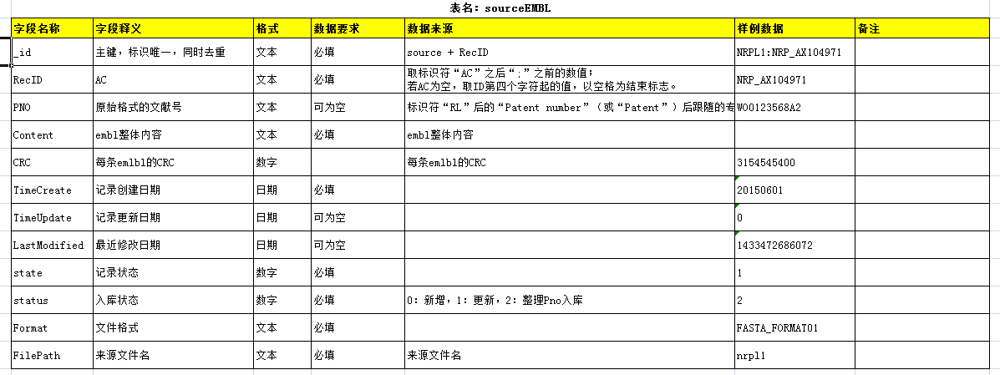 表名：sourceEMBL
字段名称 字段释义 格式 数据要求 数据来源 样例数据 备注
_id 主键，标识唯一，同时去重 文本 必填 source + RecID NRPL1:NRP_AX104971
RecID AC 文本 必填 取标识符“AC”之后“;”之前的数值； NRP_AX104971
若AC为空，取ID第四个字符起的值，以空格为结束标志。
PNO 原始格式的文献号 文本 可为空 标识符“RL”后的“Patent number”（或“Patent”）后跟随的专 WO0123568A2
Content embl整体内容 文本 必填 embl整体内容
CRC 每条emlbl的CRC 数字 每条emlbl的CRC 3154545400
TimeCreate 记录创建日期 日期 必填 20150601
TimeUpdate 记录更新日期 日期 可为空 0
LastModified 最近修改日期 日期 可为空 1433472686072
state 记录状态 数字 必填 1
status 入库状态 数字 必填 0：新增，1：更新，2：整理Pno入库 2
Format 文件格式 文本 必填 FASTA_FORMAT01
FilePath 来源文件名 文本 必填 来源文件名 nrpl1